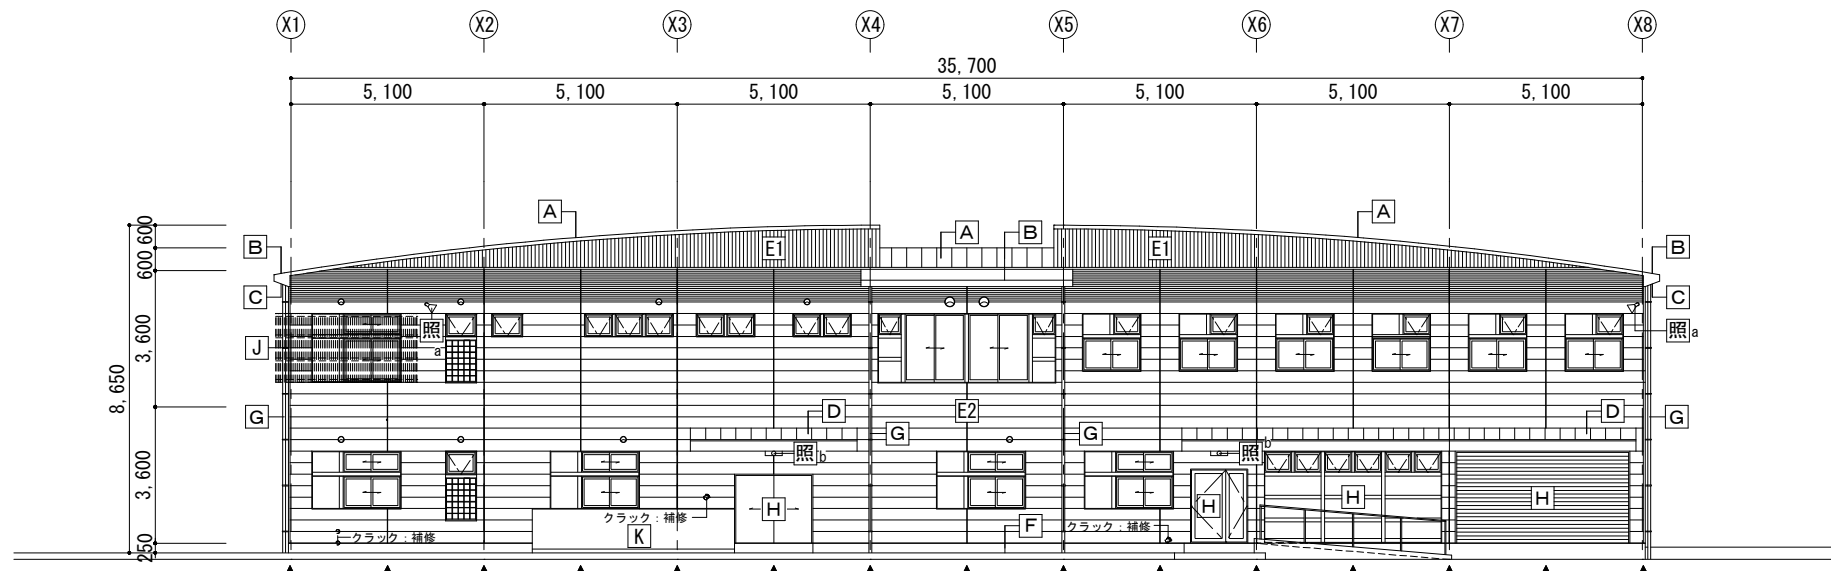 X1 X2 X3 X4 X5 X6 X7 X8
35,700
5,100 5,100 5,100 5,100 5,100 5,100 5,100
A A
600
A B
B E1 E1 B
600
C C
照 照a
a
3,600
J
8,650
D E2 D
G G G G
照b 照b
3,600
H H H
クラック：補修 H
クラック：補修 K F クラック：補修
250